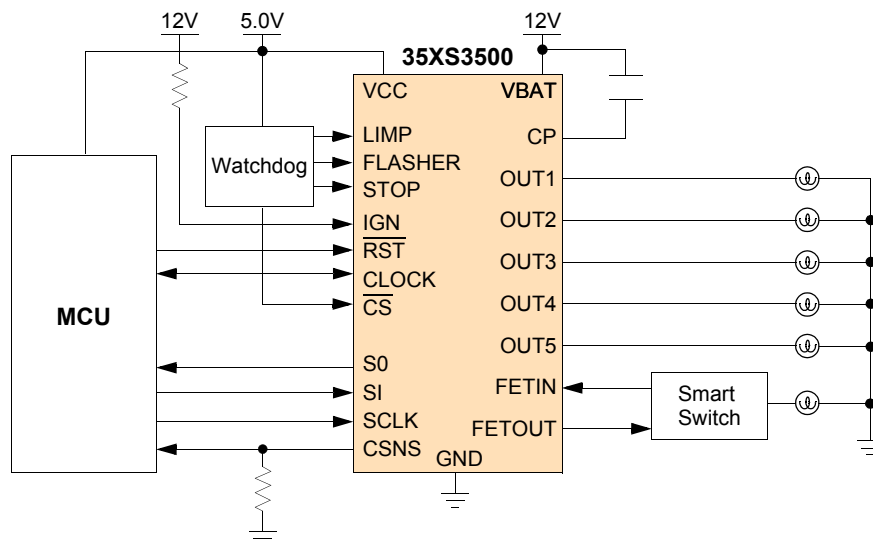 12V 5.0V 12V
35XS3500
VCC VBAT
LIMP CP
Watchdog FLASHER
STOP OUT1
IGN OUT2
RST
CLOCK OUT3
MCU CS OUT4
OUT5
S0
SI FETIN Smart
SCLK FETOUT Switch
CSNS
GND